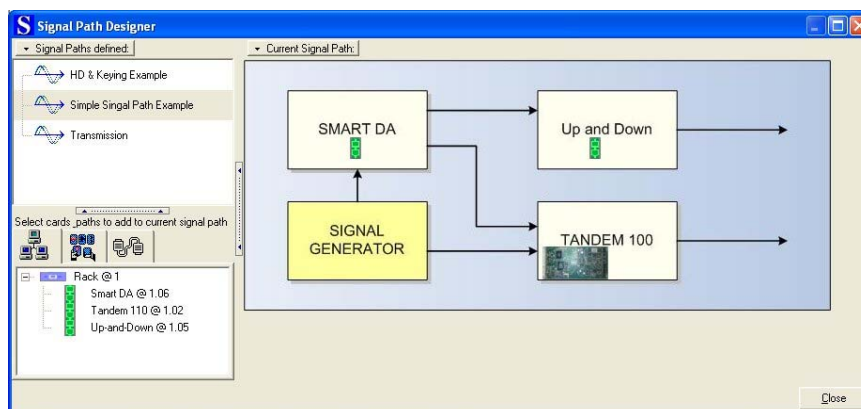 S Signal Path Designer
Signal Paths defined:
HD & Keying Example
Simple Singal Path Example
Transmission
Select cards _paths to add to current signal path
Rack @ 1
Smart DA @ 1.06
Tandem 110 @ 1.02
Up-and-Down @ 1.05
Current Signal Path:
SMART DA
Up and Down
SIGNAL
GENERATOR
TANDEM 100
Close